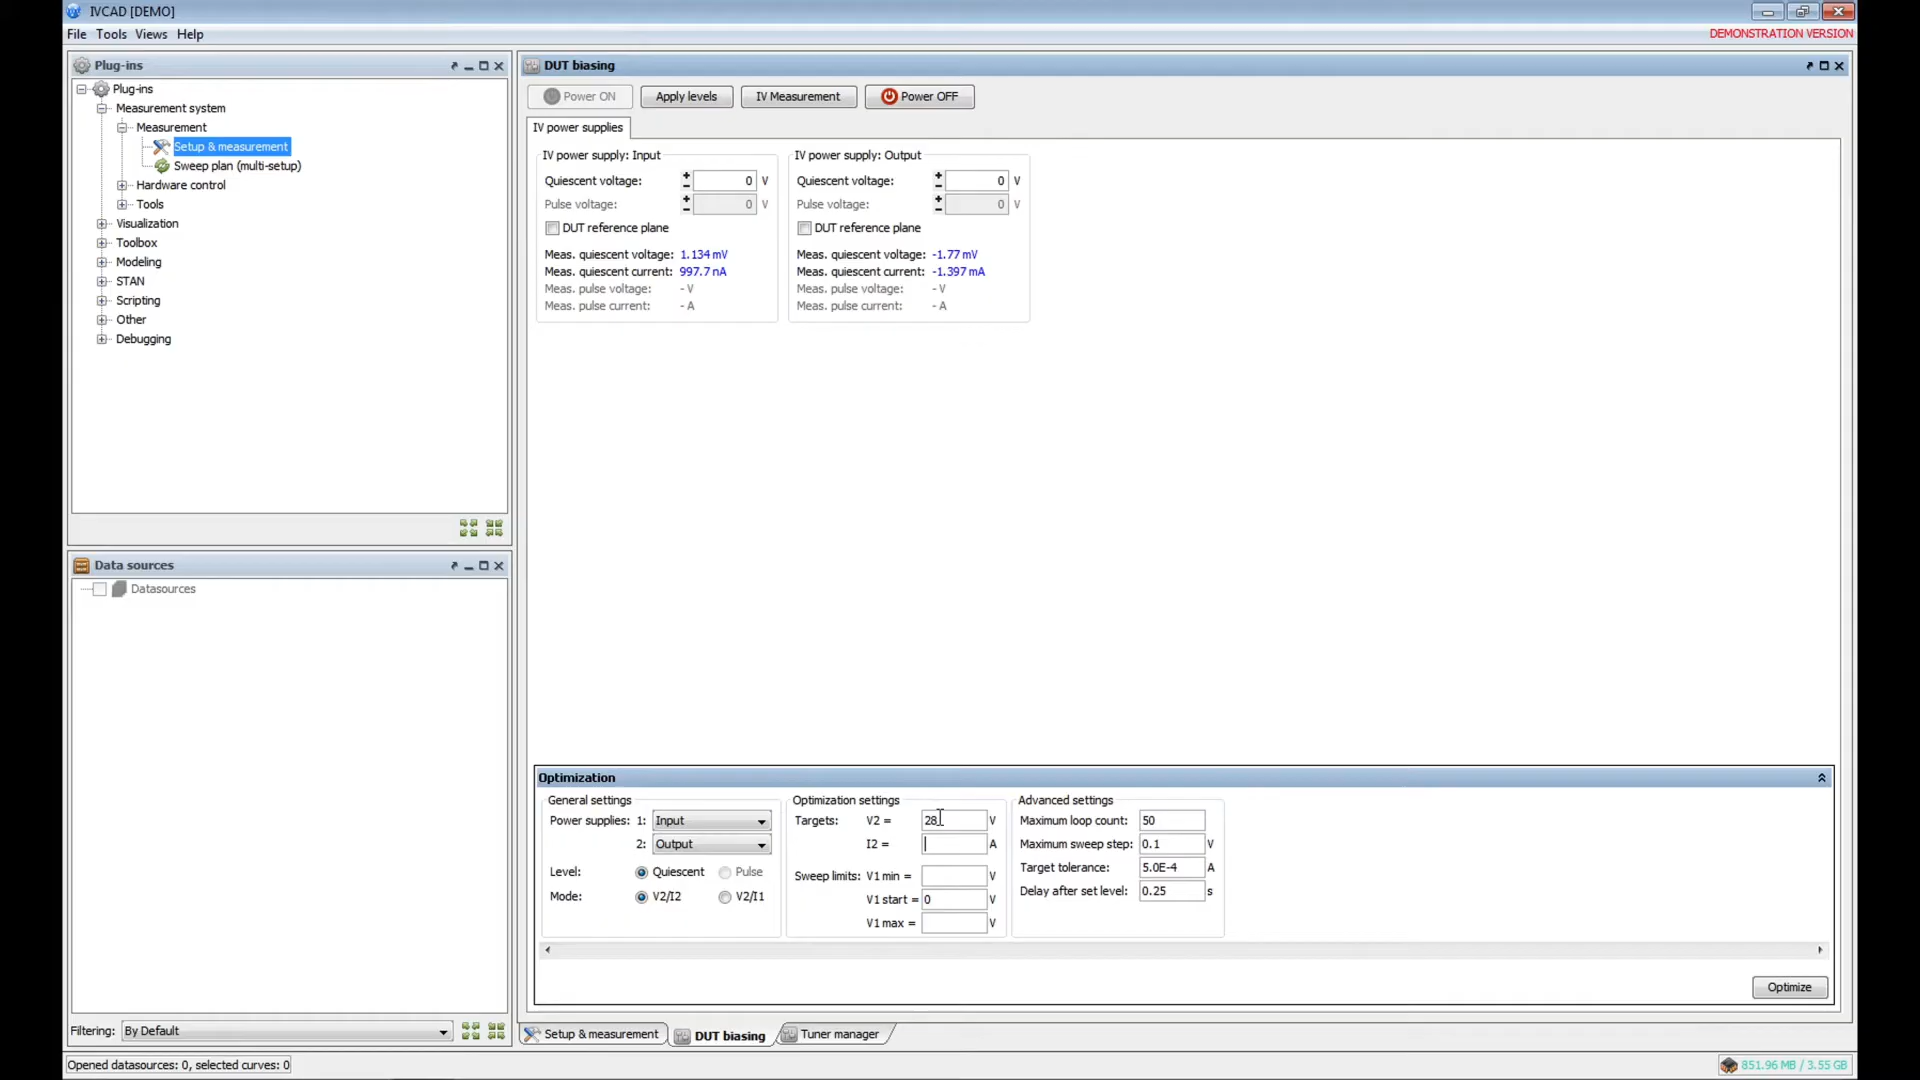 IVCAD [DEMO]
File Tools Views Help
DEMONSTRATION VERSION
Plug-ins
Plug-ins
Measurement system
Measurement
Setup & measurement
Sweep plan (multi-setup)
Hardware control
Tools
Visualization
Toolbox
Modeling
STAN
Scripting
Other
Debugging
Data sources
Datasources
Filtering: By Default
Opened datasources: 0, selected curves: 0
DUT biasing
Power ON Apply levels IV Measurement Power OFF
IV power supplies
IV power supply: Input
Quiescent voltage: 0 V
Pulse voltage: 0 V
DUT reference plane
Meas. quiescent voltage: 1.134 mV
Meas. quiescent current: 997.7 nA
Meas. pulse voltage: - V
Meas. pulse current: - A
IV power supply: Output
Quiescent voltage: 0 V
Pulse voltage: 0 V
DUT reference plane
Meas. quiescent voltage: -1.77 mV
Meas. quiescent current: -1.397 mA
Meas. pulse voltage: - V
Meas. pulse current: - A
Optimization
General settings
Power supplies: 1: Input
2: Output
Level: Quiescent Pulse
Mode: V2/I2 V2/I1
Optimization settings
Targets: V2 = 28 V
I2 = A
Sweep limits: V1 min = V
V1 start = 0 V
V1 max = V
Advanced settings
Maximum loop count: 50
Maximum sweep step: 0.1 V
Target tolerance: 5.0E-4 A
Delay after set level: 0.25 s
Optimize
Setup & measurement DUT biasing Tuner manager
851.96 MB / 3.55 GB